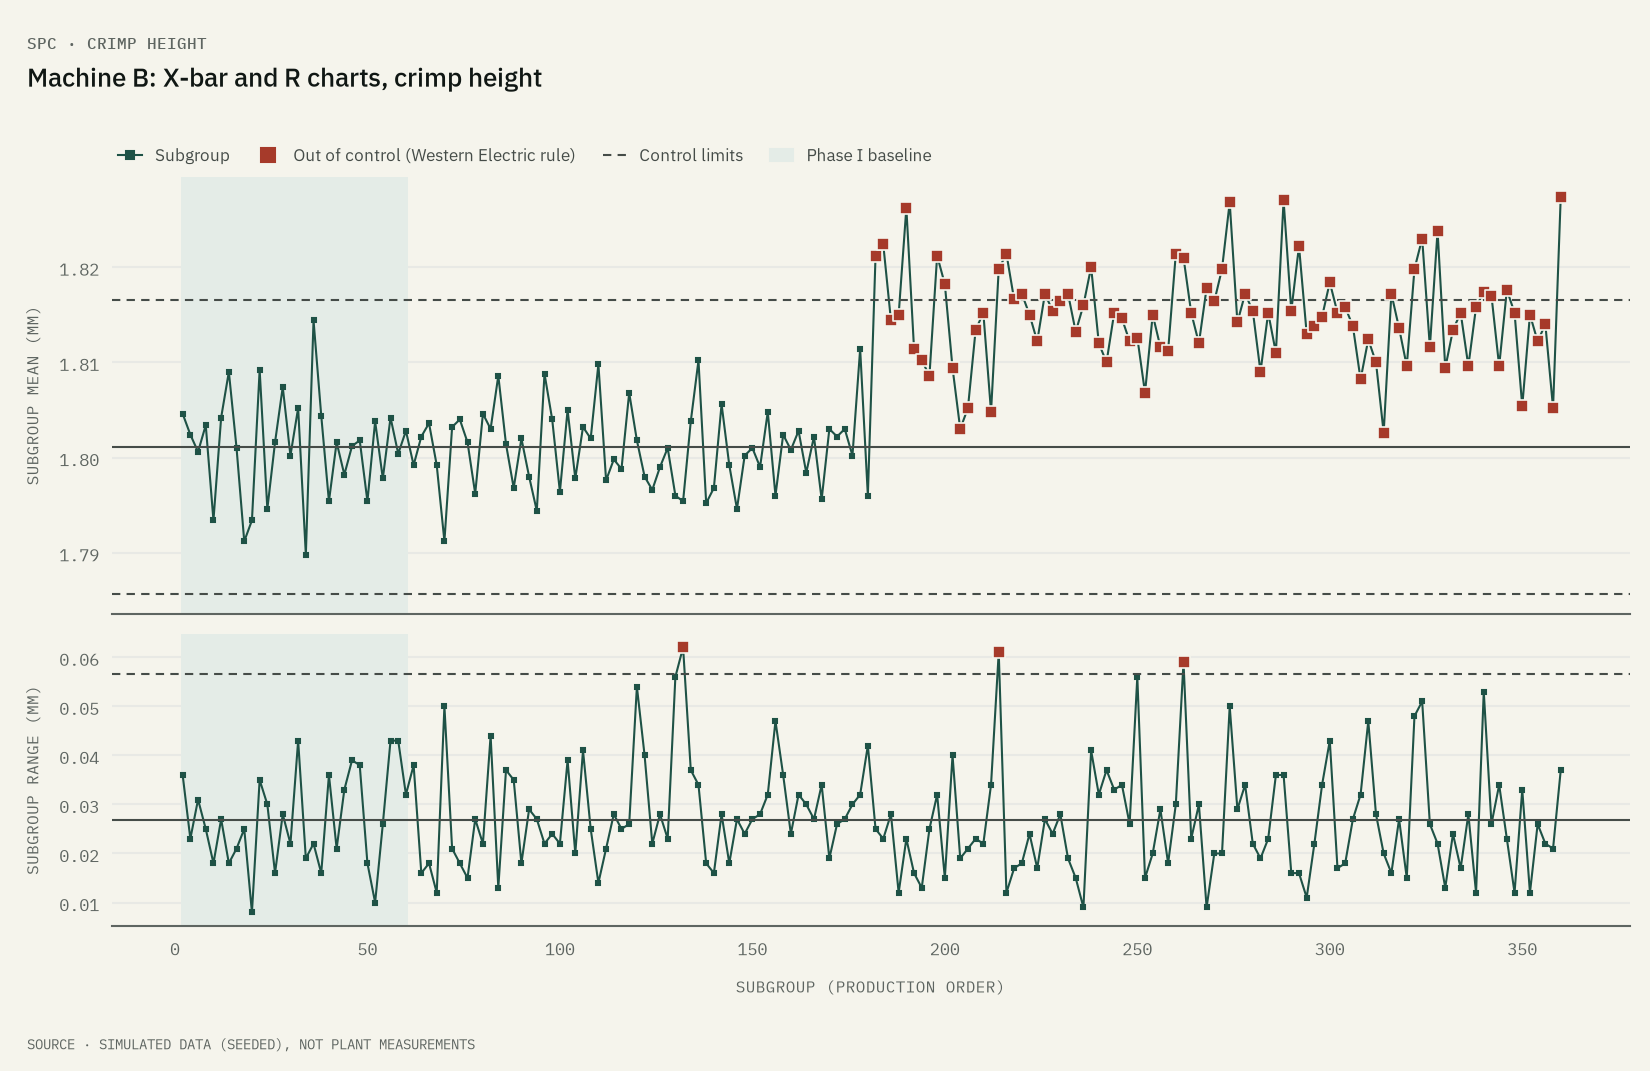 SPC · CRIMP HEIGHT
Machine B: X-bar and R charts, crimp height
Subgroup
Out of control (Western Electric rule)
Control limits
Phase I baseline
SUBGROUP MEAN (MM)
1.82
1.81
1.80
1.79
SUBGROUP RANGE (MM)
0.06
0.05
0.04
0.03
0.02
0.01
0 50 100 150 200 250 300 350
SUBGROUP (PRODUCTION ORDER)
SOURCE · SIMULATED DATA (SEEDED), NOT PLANT MEASUREMENTS